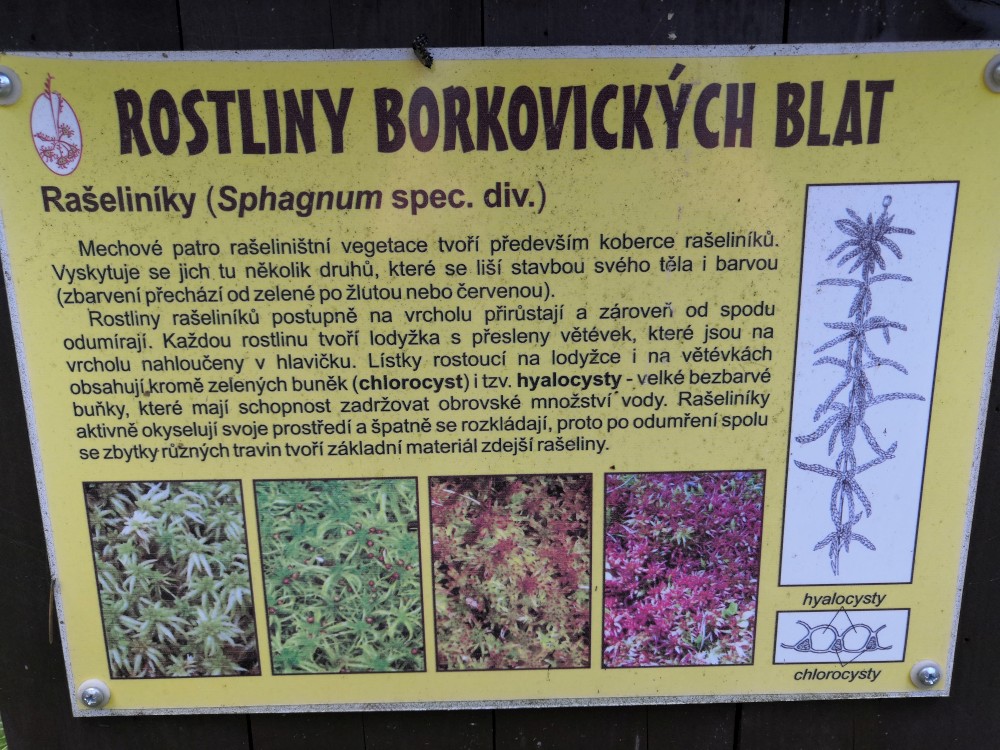 ROSTLINY BORKOVICKÝCH BLAT
Rašeliníky (Sphagnum spec. div.)
Mechové patro rašeliništní vegetace tvoří především koberce rašeliníků.
Vyskytuje se jich tu několik druhů, které se liší stavbou svého těla i barvou
(zbarvení přechází od zelené po žlutou nebo červenou).
Rostliny rašeliníků postupně na vrcholu přirůstají a zároveň od spodu
odumírají. Každou rostlinu tvoří lodyžka s přesleny větévek, které jsou na
vrcholu nahloučeny v hlavičku. Lístky rostoucí na lodyžce i na větévkách
obsahují kromě zelených buněk (chlorocyst) i tzv. hyalocysty - velké bezbarvé
buňky, které mají schopnost zadržovat obrovské množství vody. Rašeliníky
aktivně okyselují svoje prostředí a špatně se rozkládají, proto po odumření spolu
se zbytky různých travin tvoří základní materiál zdejší rašeliny.
hyalocysty
chlorocysty